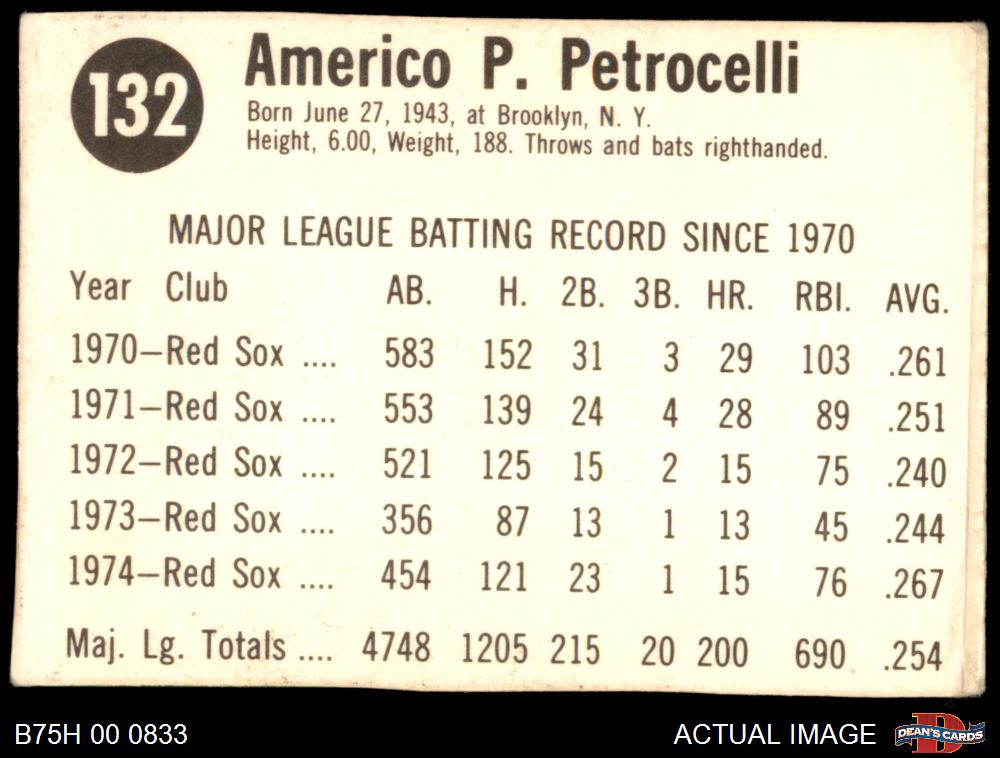 132
Americo P. Petrocelli
Born June 27, 1943, at Brooklyn, N. Y.
Height, 6.00, Weight, 188. Throws and bats righthanded.
MAJOR LEAGUE BATTING RECORD SINCE 1970
Year Club AB. H. 2B. 3B. HR. RBI. AVG.
1970—Red Sox .... 583 152 31 3 29 103 .261
1971—Red Sox .... 553 139 24 4 28 89 .251
1972—Red Sox .... 521 125 15 2 15 75 .240
1973—Red Sox .... 356 87 13 1 13 45 .244
1974—Red Sox .... 454 121 23 1 15 76 .267
Maj. Lg. Totals .... 4748 1205 215 20 200 690 .254
B75H 00 0833 ACTUAL IMAGE D DEAN'S CARDS